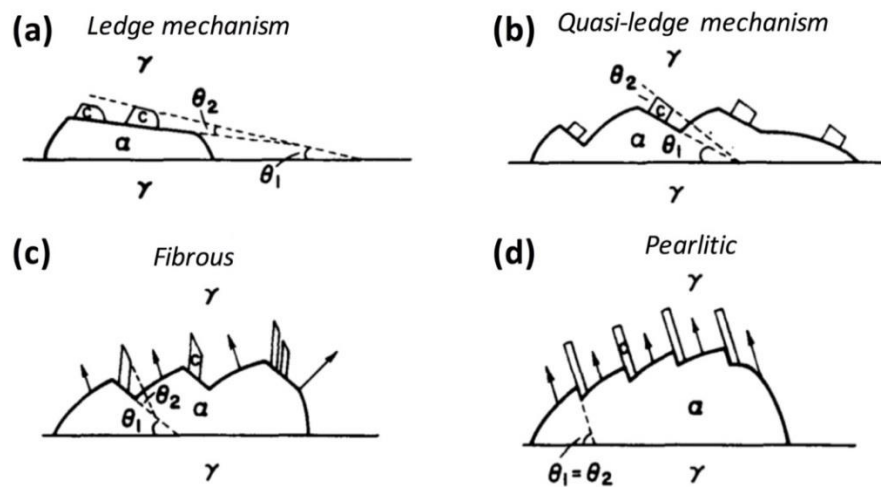 (a) Ledge mechanism
γ
C C θ₂
α
θ₁
γ
(b) Quasi-ledge mechanism
γ
θ₂
C
α θ₁
γ
(c) Fibrous
γ
C
θ₂
θ₁ α
γ
(d) Pearlitic
γ
C
α
θ₁ = θ₂ γ